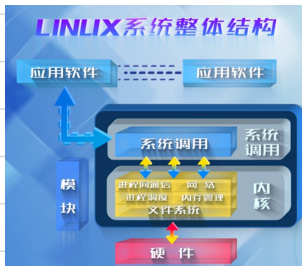 LINUX系统整体结构
应用软件
应用软件
系统调用
系统
调用
模
块
进程间通信 网络
进程调度 内存管理
文件系统
内
核
硬件